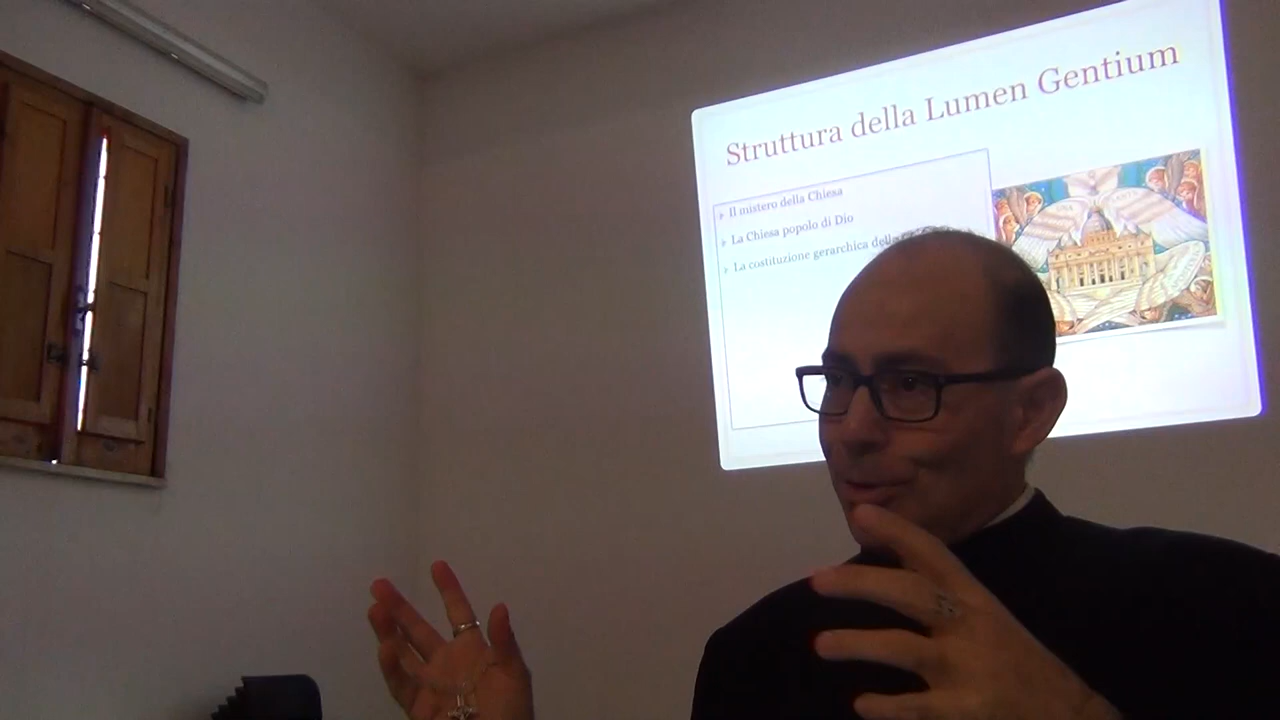 Struttura della Lumen Gentium
Il mistero della Chiesa
La Chiesa popolo di Dio
La costituzione gerarchica della